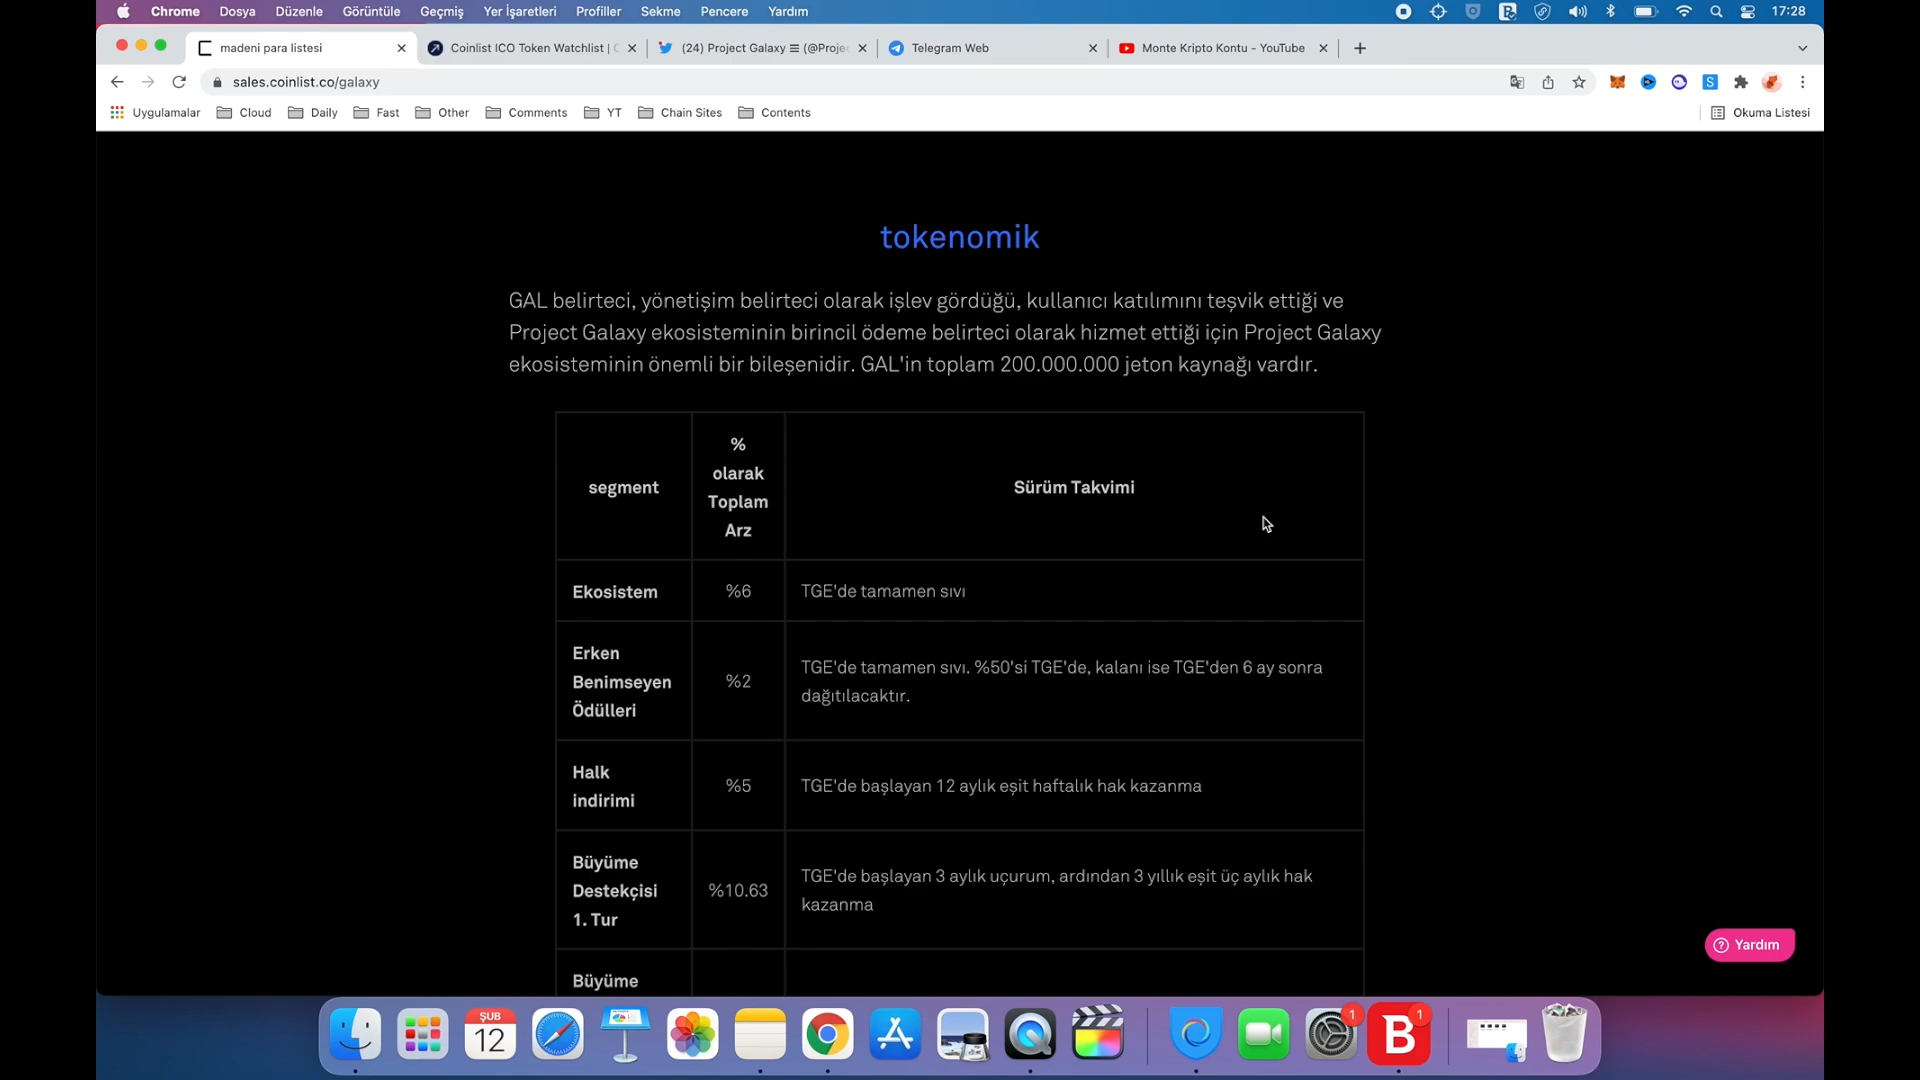 Chrome Dosya Düzenle Görüntüle Geçmiş Yer İşaretleri Profiller Sekme Pencere Yardım 17:28
madeni para listesi
Coinlist ICO Token Watchlist |
(24) Project Galaxy (@Proje
Telegram Web
Monte Kripto Kontu - YouTube
sales.coinlist.co/galaxy
Uygulamalar Cloud Daily Fast Other Comments YT Chain Sites Contents Okuma Listesi
tokenomik
GAL belirteci, yönetişim belirteci olarak işlev gördüğü, kullanıcı katılımını teşvik ettiği ve
Project Galaxy ekosisteminin birincil ödeme belirteci olarak hizmet ettiği için Project Galaxy
ekosisteminin önemli bir bileşenidir. GAL'in toplam 200.000.000 jeton kaynağı vardır.
segment
%
olarak
Toplam
Arz
Sürüm Takvimi
Ekosistem
%6
TGE'de tamamen sıvı
Erken
Benimseyen
Ödülleri
%2
TGE'de tamamen sıvı. %50'si TGE'de, kalanı ise TGE'den 6 ay sonra
dağıtılacaktır.
Halk
indirimi
%5
TGE'de başlayan 12 aylık eşit haftalık hak kazanma
Büyüme
Destekçisi
1. Tur
%10.63
TGE'de başlayan 3 aylık uçurum, ardından 3 yıllık eşit üç aylık hak
kazanma
Büyüme
Yardım
ŞUB
12
1
B
1